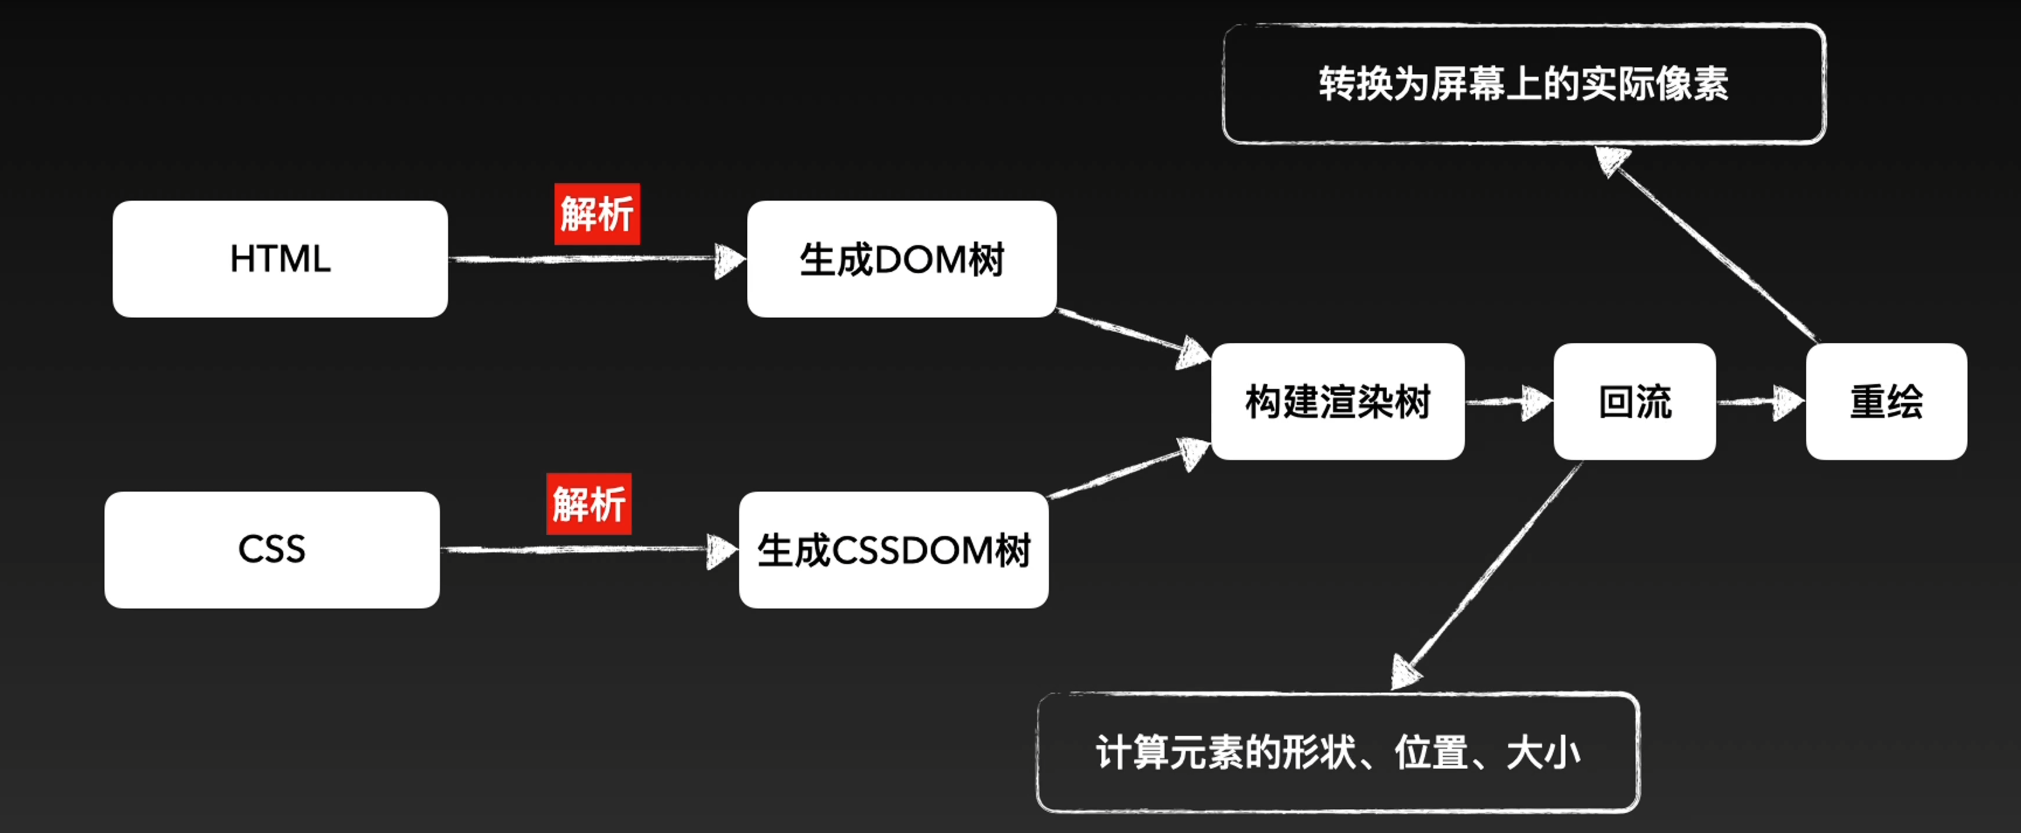 转换为屏幕上的实际像素
解析
HTML
生成DOM树
构建渲染树
回流
重绘
解析
CSS
生成CSSDOM树
计算元素的形状、位置、大小